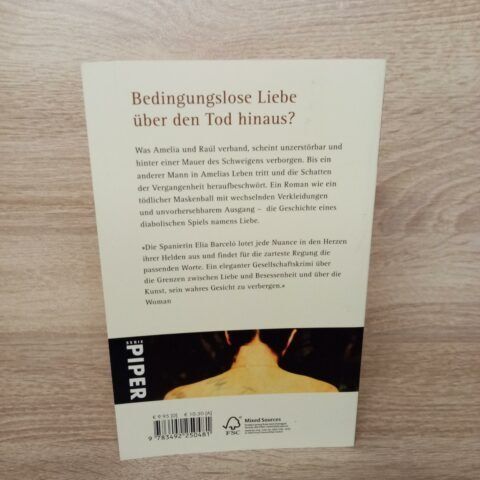 Bedingungslose Liebe
über den Tod hinaus?
Was Amelia und Raúl verband, scheint unzerstörbar und
hinter einer Mauer des Schweigens verborgen. Bis ein
anderer Mann in Amelias Leben tritt und die Schatten
der Vergangenheit heraufbeschwört. Ein Roman wie ein
tödlicher Maskenball mit wechselnden Verkleidungen
und unvorhersehbarem Ausgang – die Geschichte eines
diabolischen Spiels namens Liebe.
»Die Spanierin Elia Barceló lotet jede Nuance in den Herzen
ihrer Helden aus und findet für die zarteste Regung die
passenden Worte. Ein eleganter Gesellschaftskrimi über
die Grenzen zwischen Liebe und Besessenheit und über die
Kunst, sein wahres Gesicht zu verbergen.«
Woman
SERIE
PIPER
€ 9.95 [D] € 10.30 [A]
9 783492 250481
FSC
Mixed Sources